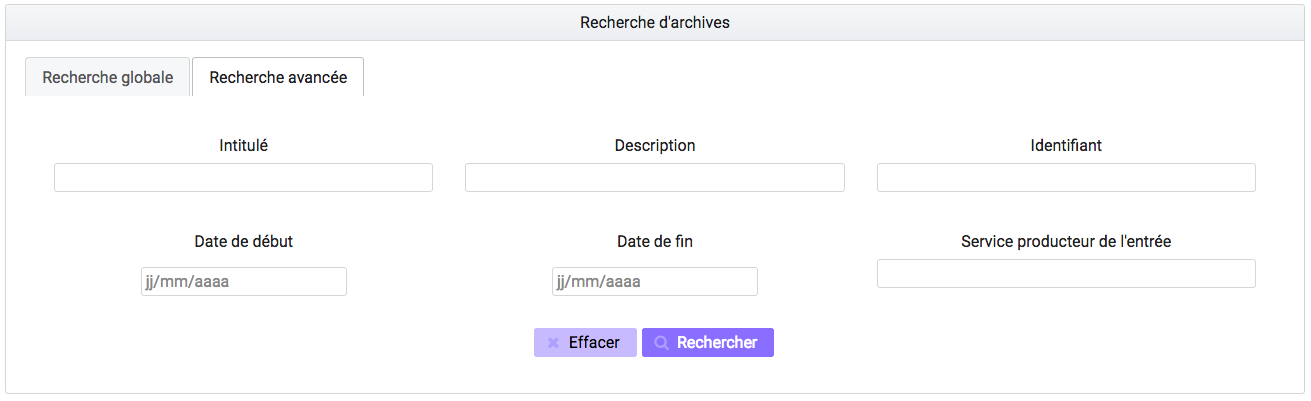 Recherche d'archives
Recherche globale Recherche avancée
Intitulé Description Identifiant
Date de début Date de fin Service producteur de l'entrée
jj/mm/aaaa jj/mm/aaaa
Effacer Rechercher